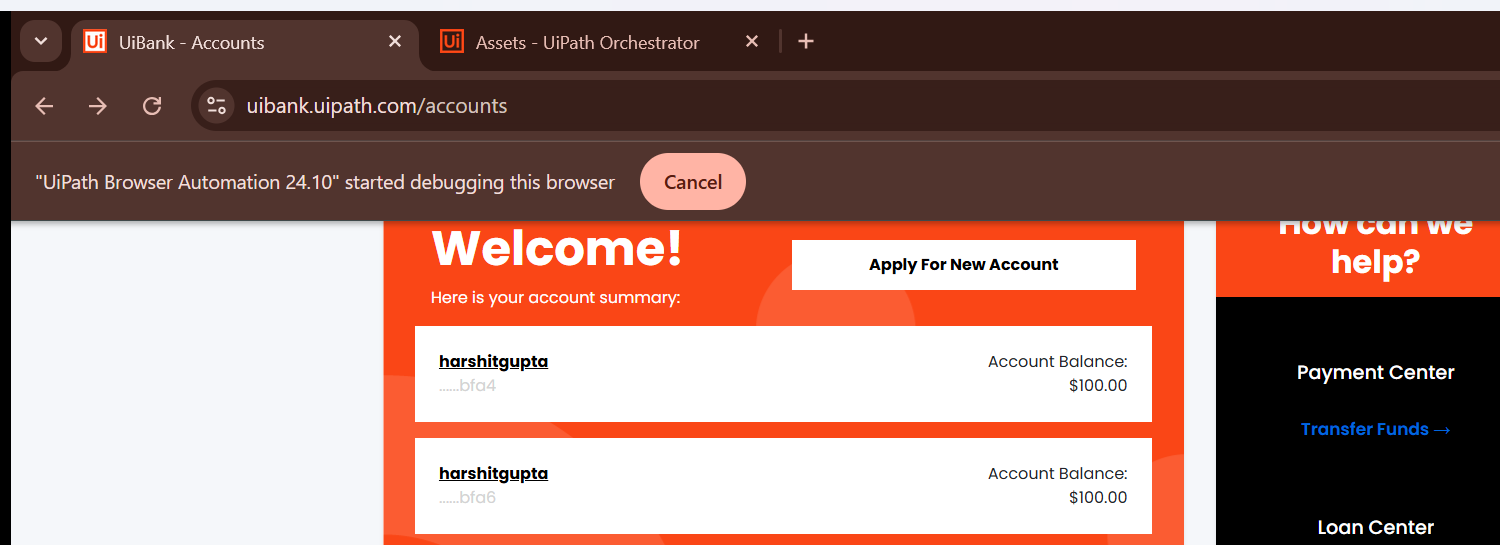 UiBank - Accounts
Assets - UiPath Orchestrator
uibank.uipath.com/accounts
"UiPath Browser Automation 24.10" started debugging this browser
Cancel
Welcome!
Here is your account summary:
Apply For New Account
harshitgupta
......bfa4
Account Balance:
$100.00
harshitgupta
......bfa6
Account Balance:
$100.00
How can we
help?
Payment Center
Transfer Funds →
Loan Center